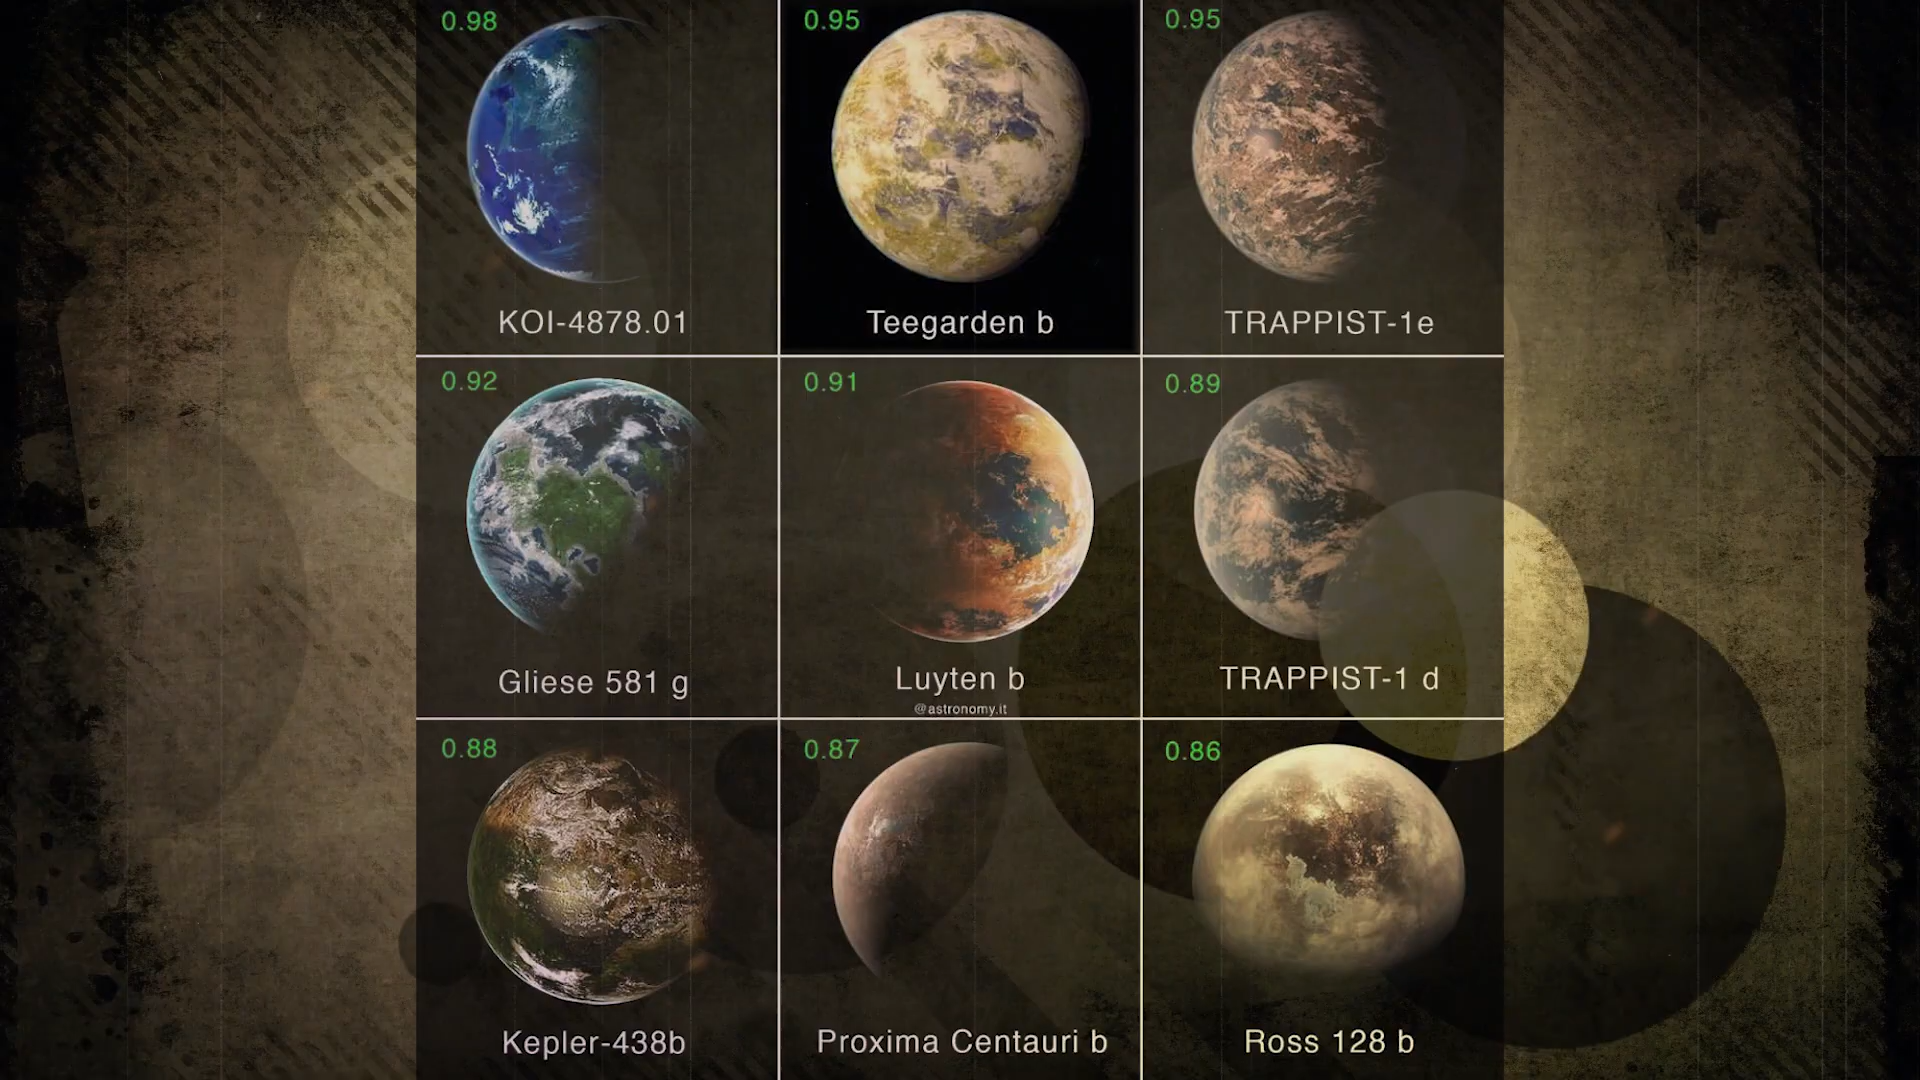 0.98
KOI-4878.01
0.95
Teegarden b
0.95
TRAPPIST-1e
0.92
Gliese 581 g
0.91
Luyten b
@astronomy.it
0.89
TRAPPIST-1 d
0.88
Kepler-438b
0.87
Proxima Centauri b
0.86
Ross 128 b